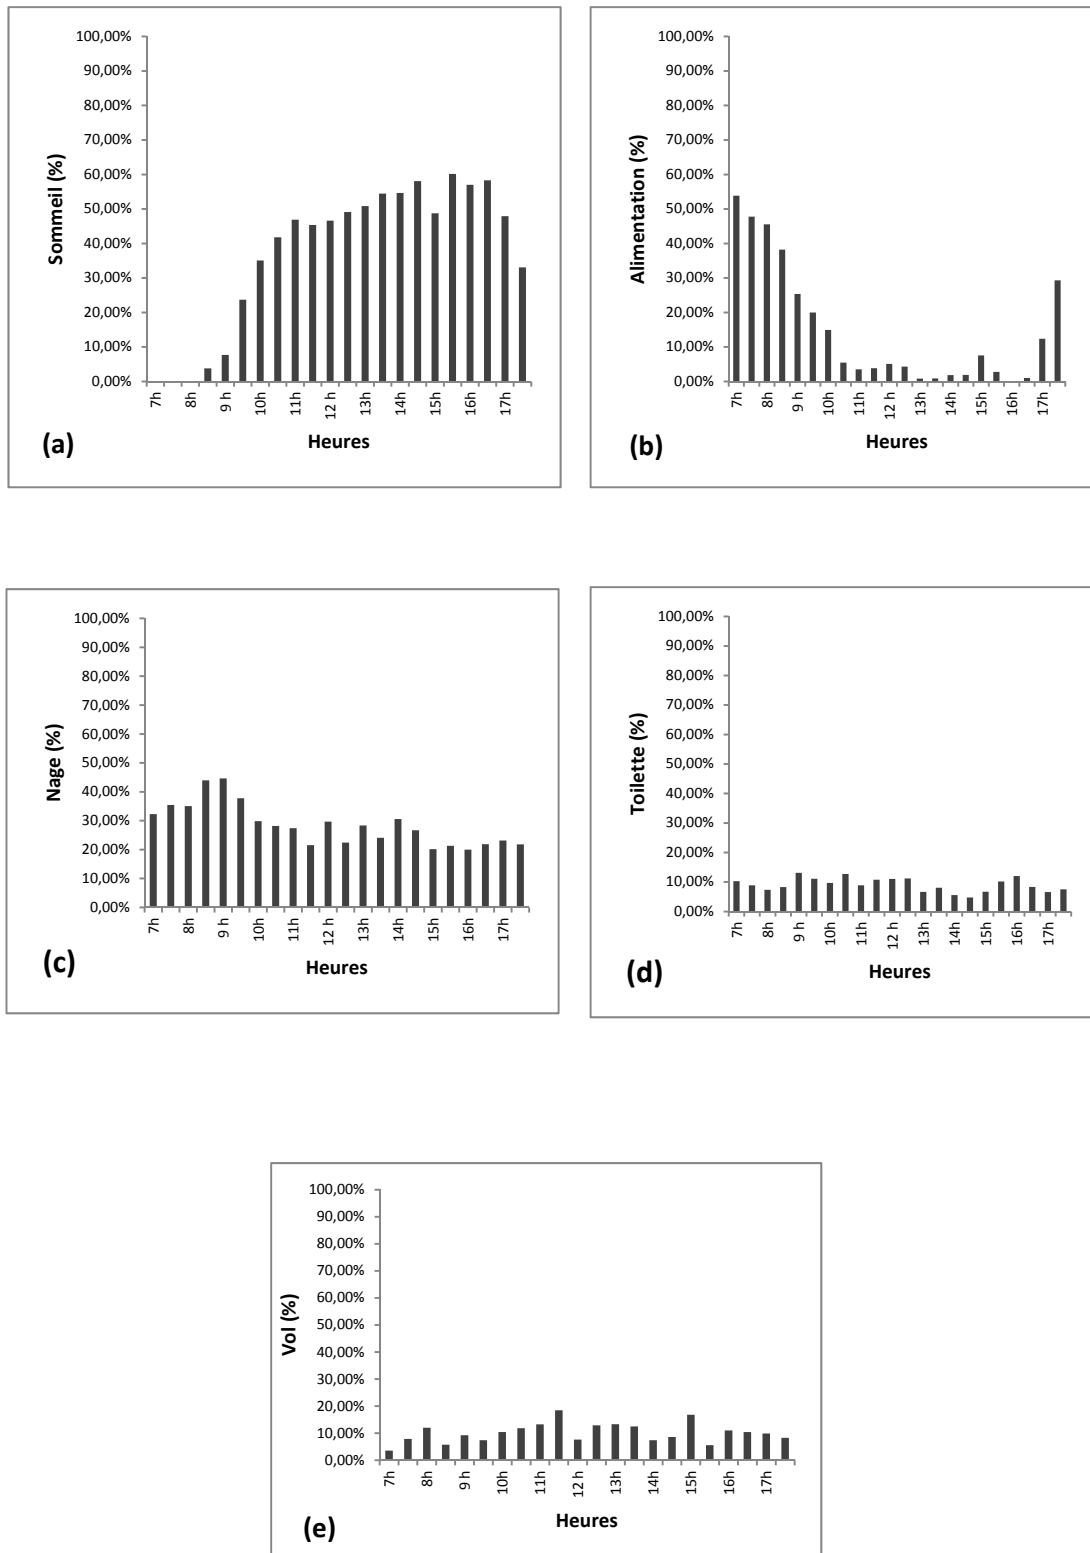 100,00%
90,00%
80,00%
70,00%
60,00%
50,00%
40,00%
30,00%
20,00%
10,00%
0,00%
Sommeil (%)
7h 8h 9 h 10h 11h 12 h 13h 14h 15h 16h 17h
Heures
(a)
100,00%
90,00%
80,00%
70,00%
60,00%
50,00%
40,00%
30,00%
20,00%
10,00%
0,00%
Alimentation (%)
7h 8h 9 h 10h 11h 12 h 13h 14h 15h 16h 17h
Heures
(b)
100,00%
90,00%
80,00%
70,00%
60,00%
50,00%
40,00%
30,00%
20,00%
10,00%
0,00%
Nage (%)
7h 8h 9 h 10h 11h 12 h 13h 14h 15h 16h 17h
Heures
(c)
100,00%
90,00%
80,00%
70,00%
60,00%
50,00%
40,00%
30,00%
20,00%
10,00%
0,00%
Toilette (%)
7h 8h 9 h 10h 11h 12 h 13h 14h 15h 16h 17h
Heures
(d)
100,00%
90,00%
80,00%
70,00%
60,00%
50,00%
40,00%
30,00%
20,00%
10,00%
0,00%
Vol (%)
7h 8h 9 h 10h 11h 12 h 13h 14h 15h 16h 17h
Heures
(e)